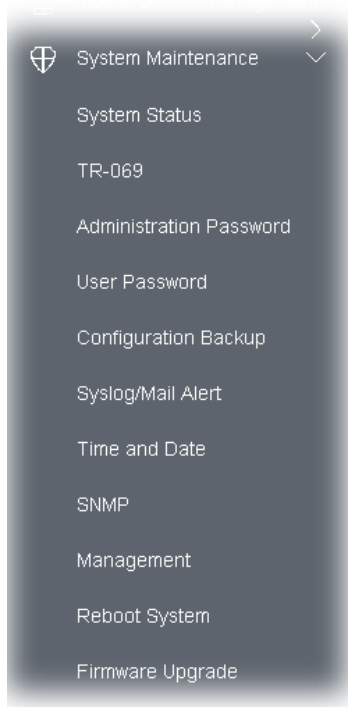 System Maintenance
System Status
TR-069
Administration Password
User Password
Configuration Backup
Syslog/Mail Alert
Time and Date
SNMP
Management
Reboot System
Firmware Upgrade